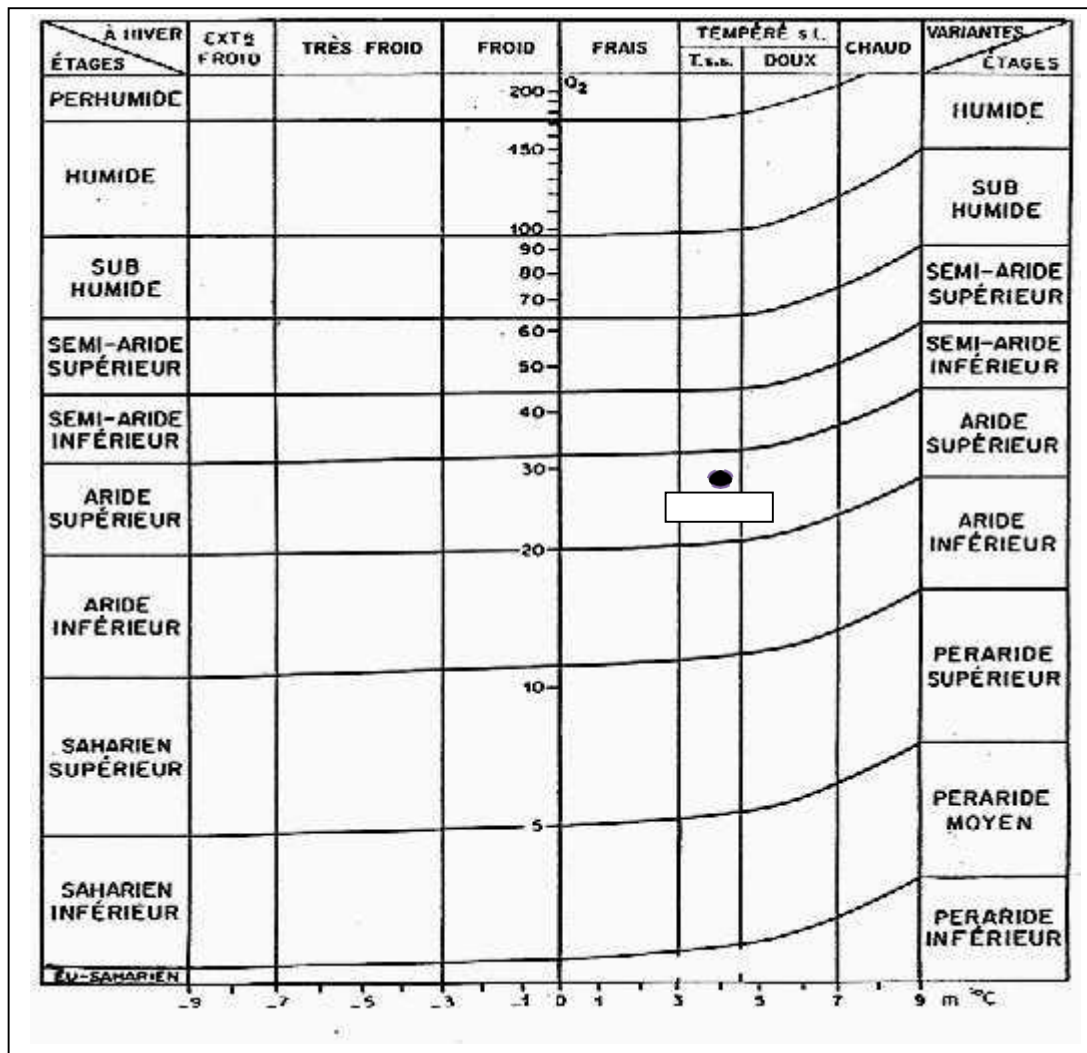 À HIVER
ÉTAGES
EXTᵗ FROID
TRÈS FROID
FROID
FRAIS
TEMPÉRÉ s.l.
T.s.s.
DOUX
CHAUD
VARIANTES
ÉTAGES
PERHUMIDE
HUMIDE
SUB
HUMIDE
SEMI-ARIDE
SUPÉRIEUR
SEMI-ARIDE
INFÉRIEUR
ARIDE
SUPÉRIEUR
ARIDE
INFÉRIEUR
SAHARIEN
SUPÉRIEUR
SAHARIEN
INFÉRIEUR
EU-SAHARIEN
Q2
200
150
100
90
80
70
60
50
40
30
20
10
5
HUMIDE
SUB
HUMIDE
SEMI-ARIDE
SUPÉRIEUR
SEMI-ARIDE
INFÉRIEUR
ARIDE
SUPÉRIEUR
ARIDE
INFÉRIEUR
PERARIDE
SUPÉRIEUR
PERARIDE
MOYEN
PERARIDE
INFÉRIEUR
-9 -7 -5 -3 -1 0 1 3 5 7 9 m °C